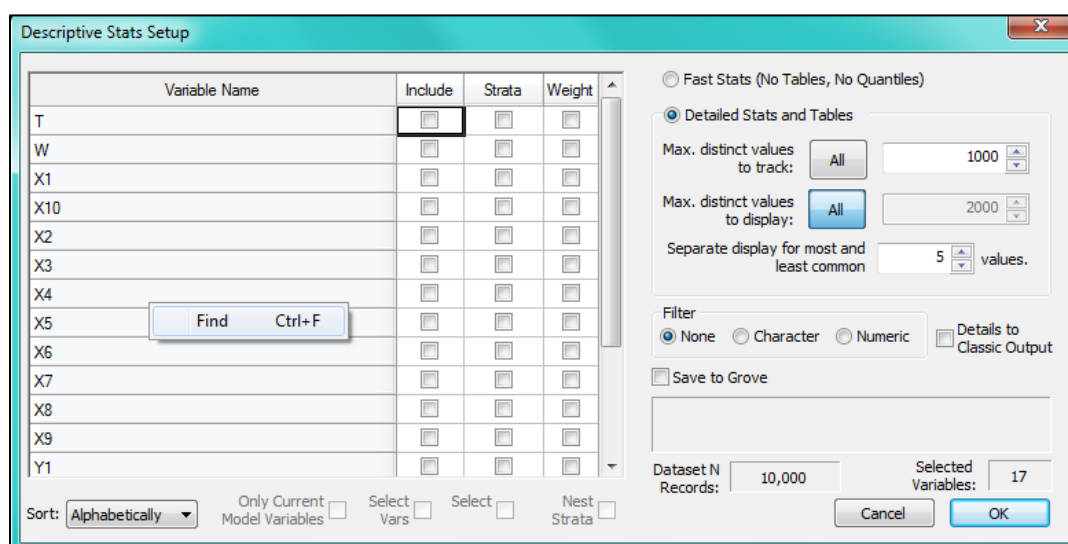 Descriptive Stats Setup
X
Variable Name Include Strata Weight
T
W
X1
X10
X2
X3
X4
X5
X6
X7
X8
X9
Y1
Find Ctrl+F
Sort: Alphabetically
Only Current
Model Variables
Select
Vars
Select
Nest
Strata
Fast Stats (No Tables, No Quantiles)
Detailed Stats and Tables
Max. distinct values
to track:
All
1000
Max. distinct values
to display:
All
2000
Separate display for most and
least common
5
values.
Filter
None Character Numeric
Details to
Classic Output
Save to Grove
Dataset N
Records:
10,000
Selected
Variables:
17
Cancel
OK